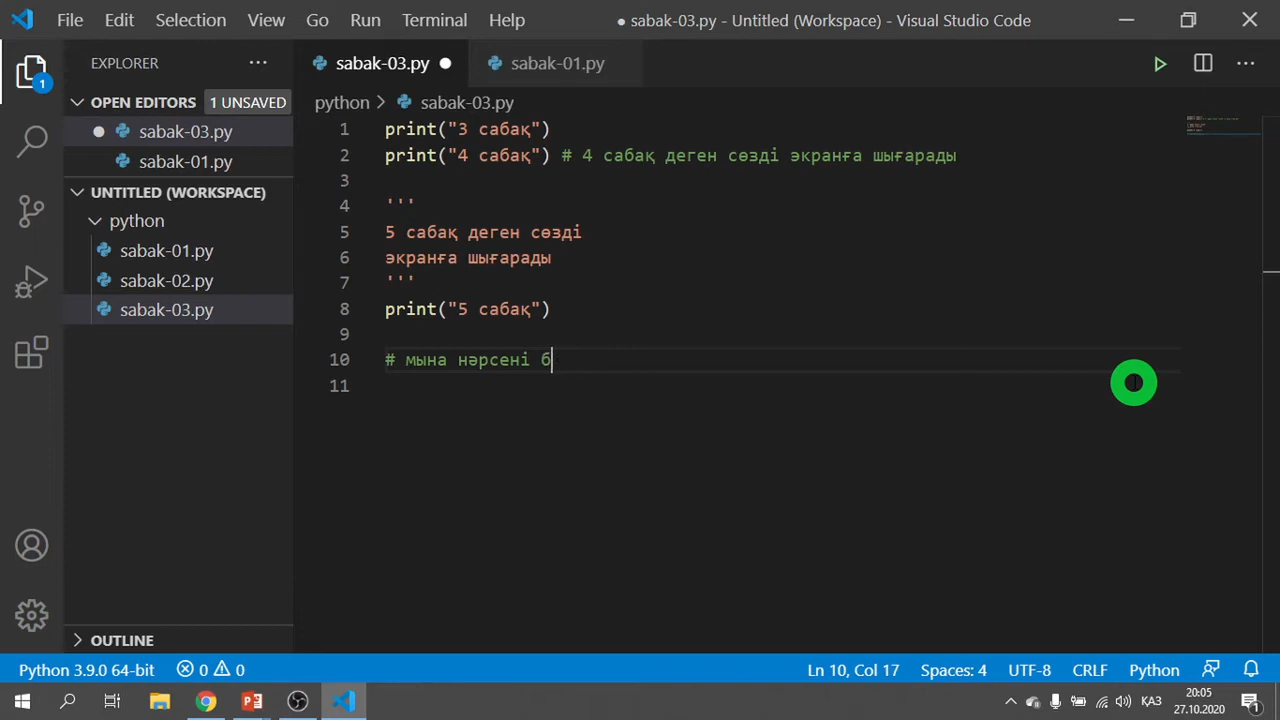 File Edit Selection View Go Run Terminal Help
● sabak-03.py - Untitled (Workspace) - Visual Studio Code
EXPLORER
sabak-03.py
sabak-01.py
1
OPEN EDITORS
1 UNSAVED
sabak-03.py
sabak-01.py
UNTITLED (WORKSPACE)
python
sabak-01.py
sabak-02.py
sabak-03.py
OUTLINE
python > sabak-03.py
1 print("3 сабақ")
2 print("4 сабақ") # 4 сабақ деген сөзді экранға шығарады
3
4 '''
5 5 сабақ деген сөзді
6 экранға шығарады
7 '''
8 print("5 сабақ")
9
10 # мына нәрсені б
11
Python 3.9.0 64-bit 0 0
Ln 10, Col 17 Spaces: 4 UTF-8 CRLF Python
ҚАЗ
20:05
27.10.2020
1